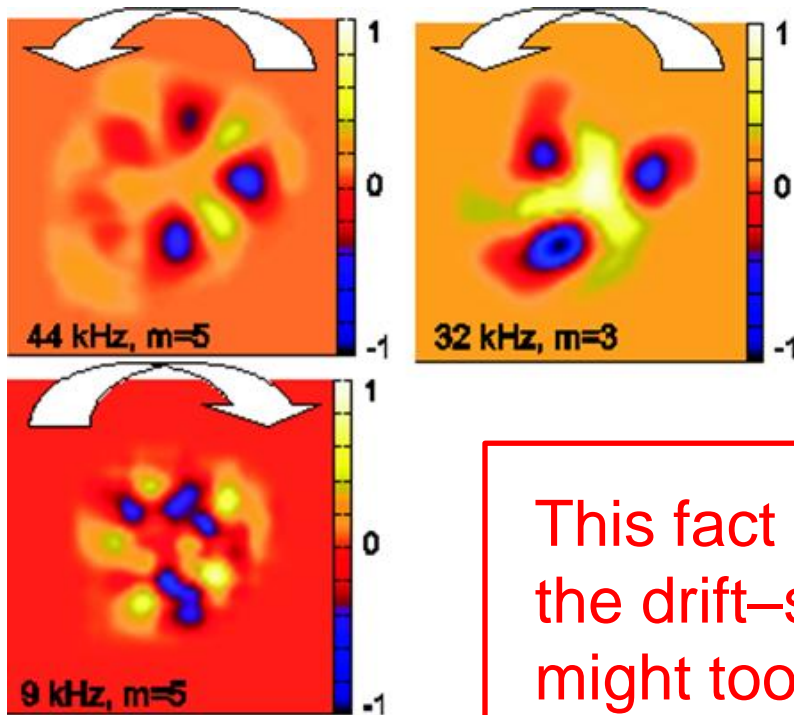 1
0
-1
44 kHz, m=5
1
0
-1
32 kHz, m=3
1
0
-1
9 kHz, m=5
This fact
the drift–s
might too